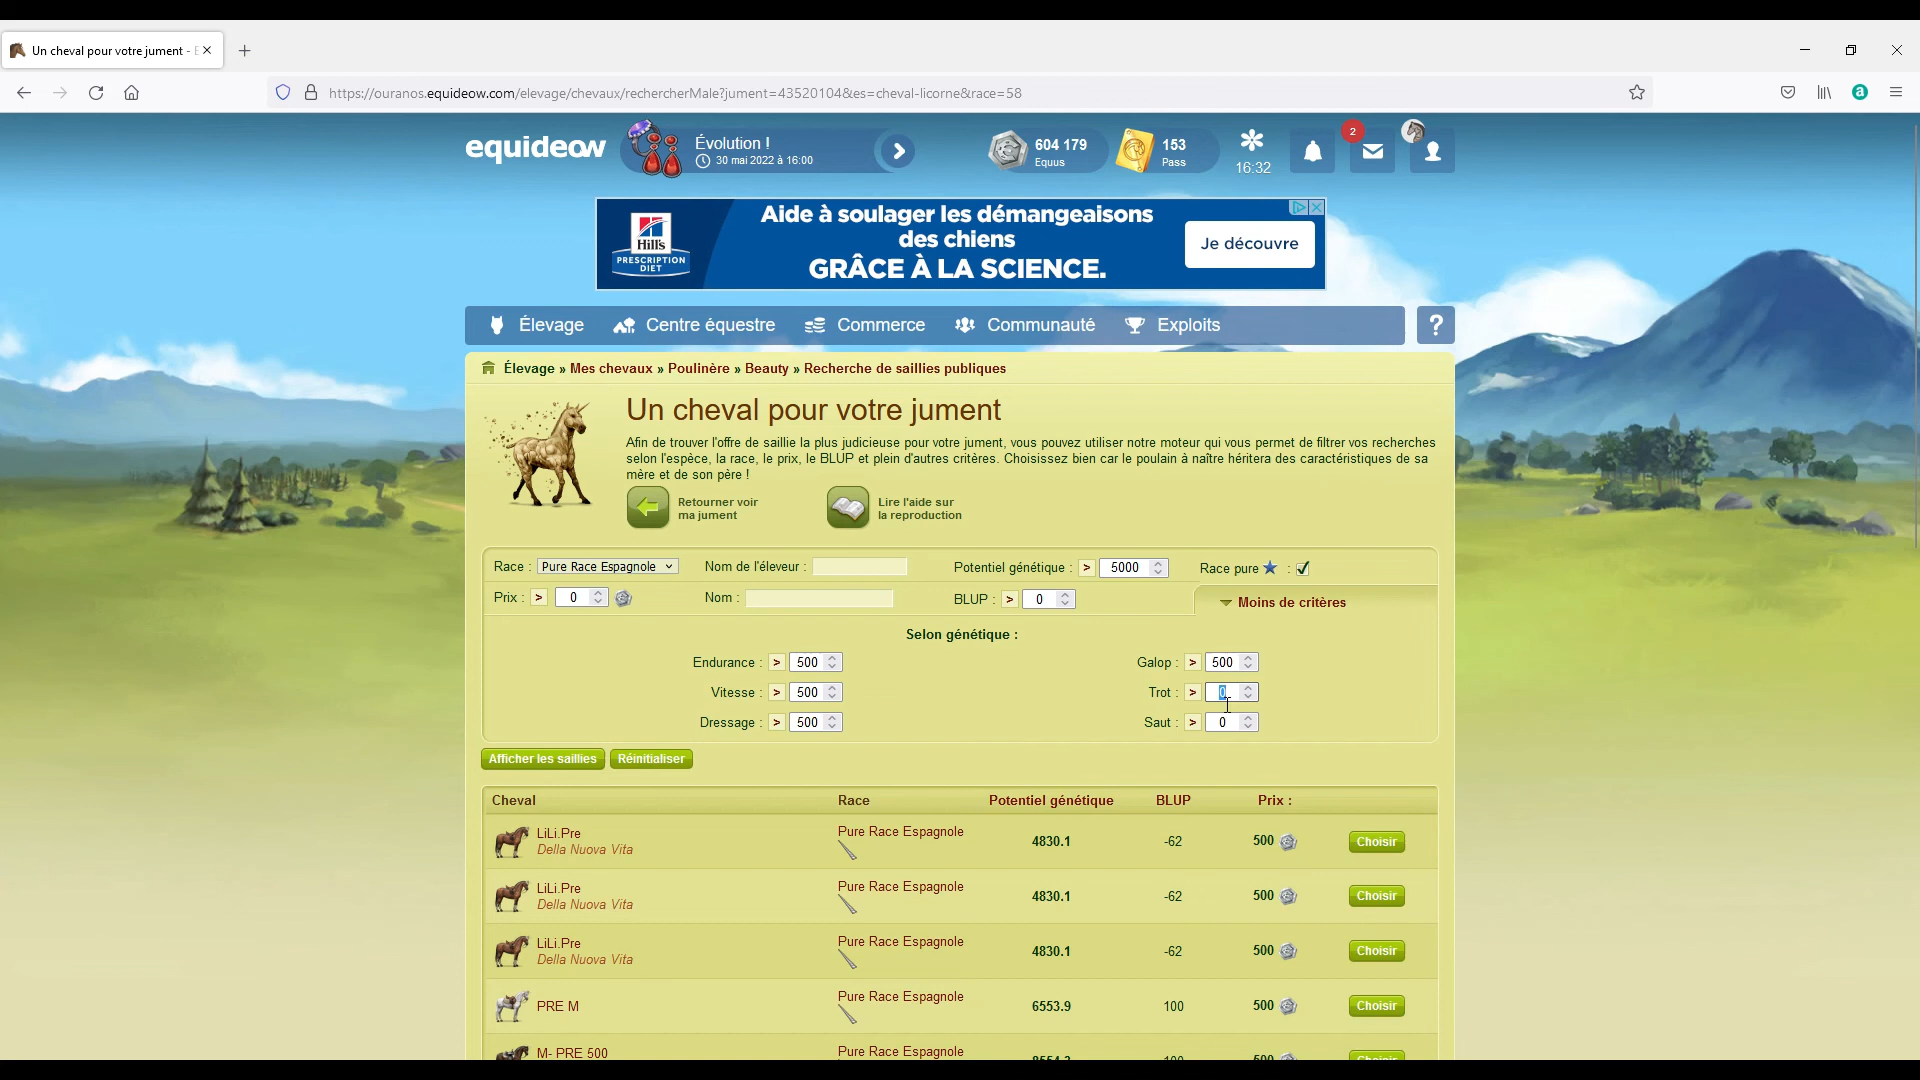 Un cheval pour votre jument - E
https://ouranos.equideow.com/elevage/chevaux/rechercherMale?jument=43520104&es=cheval-licorne&race=58
equideow
Évolution !
30 mai 2022 à 16:00
604 179
Equus
153
Pass
16:32
2
Hill's
PRESCRIPTION
DIET
Aide à soulager les démangeaisons
des chiens
GRÂCE À LA SCIENCE.
Je découvre
Élevage
Centre équestre
Commerce
Communauté
Exploits
?
Élevage » Mes chevaux » Poulinère » Beauty » Recherche de saillies publiques
Un cheval pour votre jument
Afin de trouver l'offre de saillie la plus judicieuse pour votre jument, vous pouvez utiliser notre moteur qui vous permet de filtrer vos recherches
selon l'espèce, la race, le prix, le BLUP et plein d'autres critères. Choisissez bien car le poulain à naître héritera des caractéristiques de sa
mère et de son père !
Retourner voir
ma jument
Lire l'aide sur
la reproduction
Race : Pure Race Espagnole
Nom de l'éleveur :
Potentiel génétique : > 5000
Race pure :
Prix : > 0
Nom :
BLUP : > 0
Moins de critères
Selon génétique :
Endurance : > 500
Galop : > 500
Vitesse : > 500
Trot : > 0
Dressage : > 500
Saut : > 0
Afficher les saillies
Réinitialiser
Cheval Race Potentiel génétique BLUP Prix :
LiLi.Pre
Della Nuova Vita
Pure Race Espagnole
4830.1
-62
500
Choisir
LiLi.Pre
Della Nuova Vita
Pure Race Espagnole
4830.1
-62
500
Choisir
LiLi.Pre
Della Nuova Vita
Pure Race Espagnole
4830.1
-62
500
Choisir
PRE M
Pure Race Espagnole
6553.9
100
500
Choisir
M- PRE 500
Pure Race Espagnole
100
500
Choisir